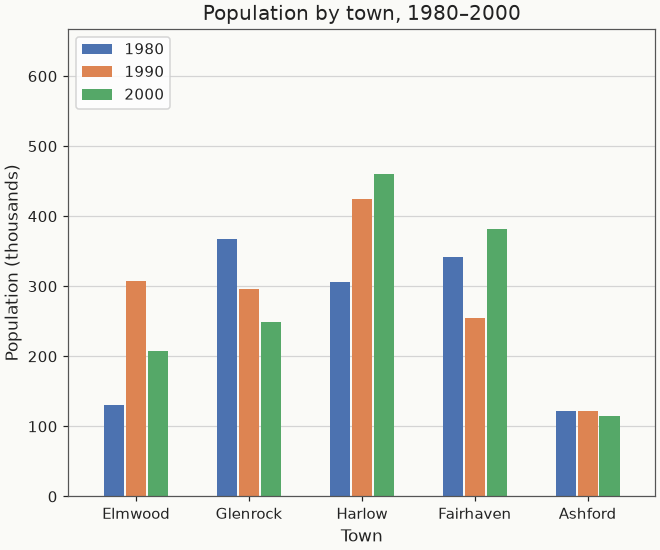 Population by town, 1980–2000
1980
1990
2000
Population (thousands)
600
500
400
300
200
100
0
Elmwood Glenrock Harlow Fairhaven Ashford
Town